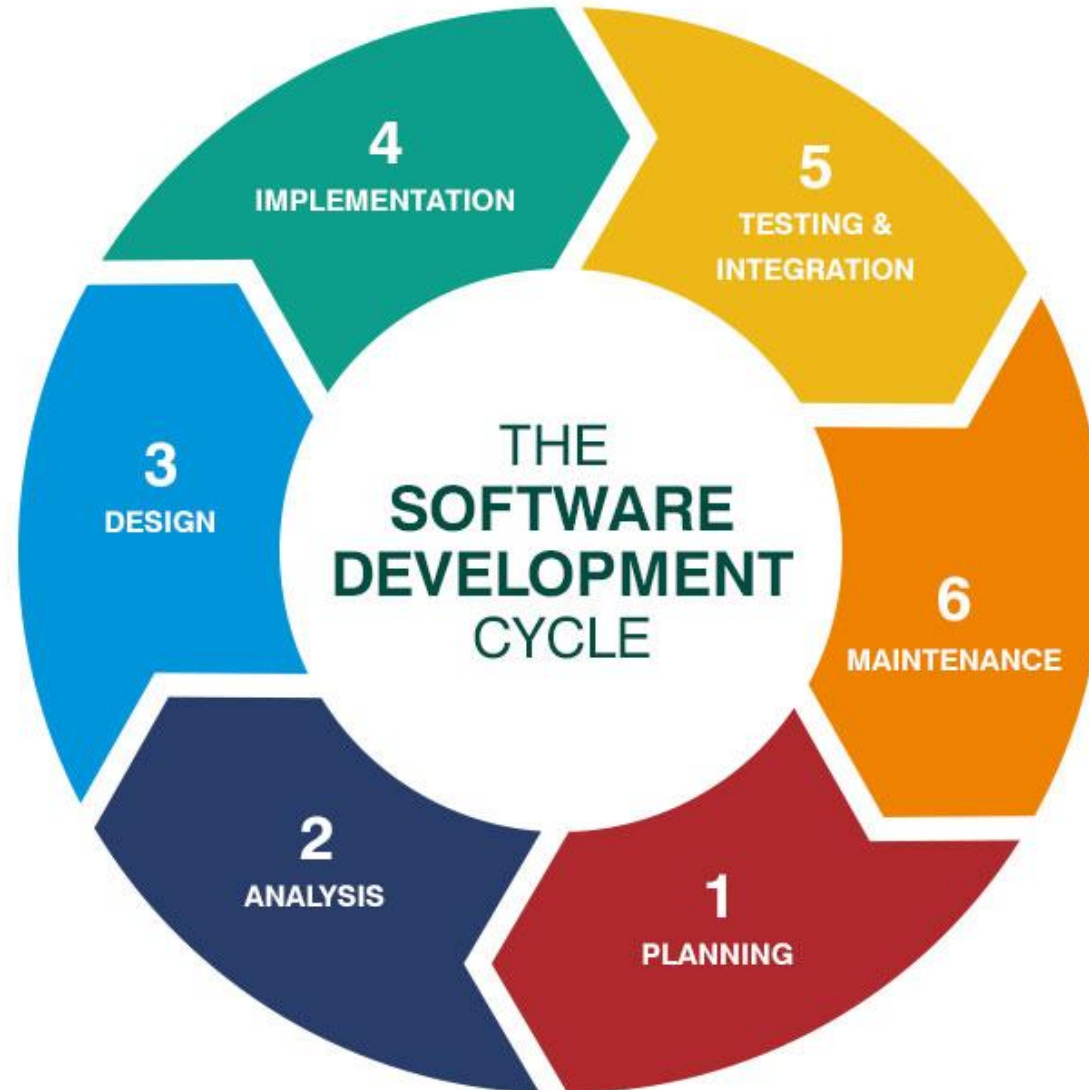 THE
SOFTWARE
DEVELOPMENT
CYCLE
1
PLANNING
2
ANALYSIS
3
DESIGN
4
IMPLEMENTATION
5
TESTING &
INTEGRATION
6
MAINTENANCE